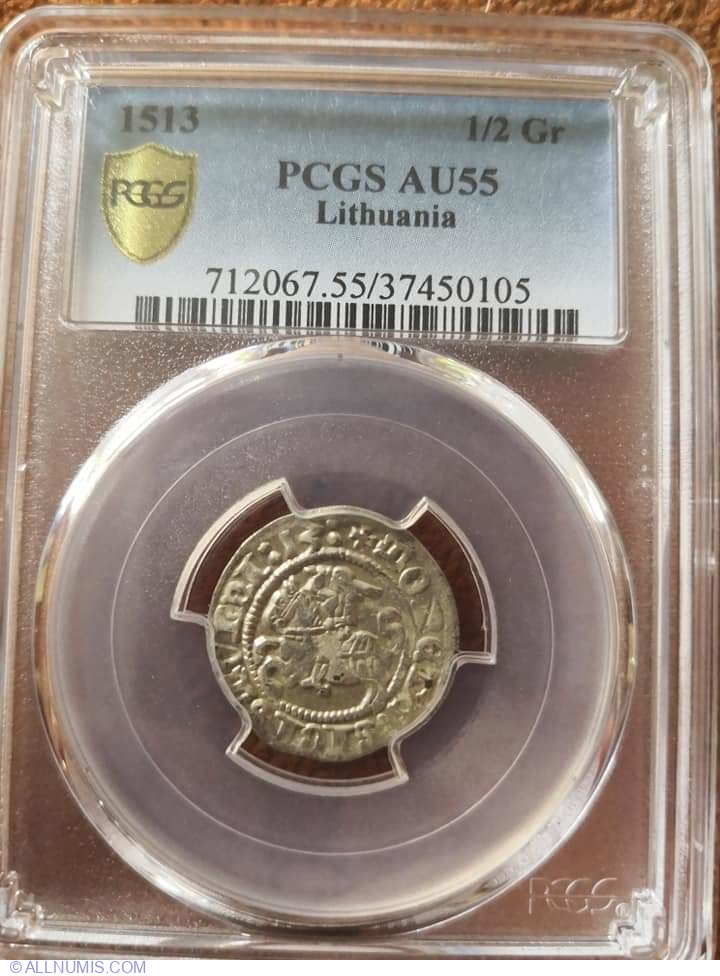 1513 1/2 Gr
PCGS
PCGS AU55
Lithuania
712067.55/37450105
PCGS
© ALLNUMIS.COM